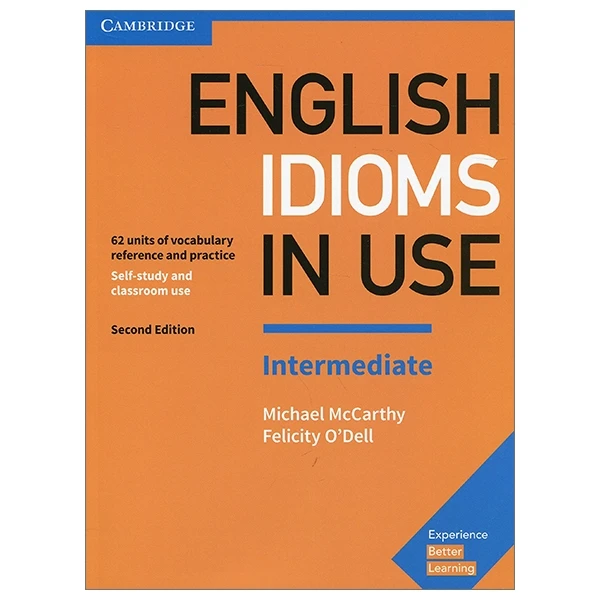 CAMBRIDGE
ENGLISH
IDIOMS
IN USE
62 units of vocabulary
reference and practice
Self-study and
classroom use
Second Edition
Intermediate
Michael McCarthy
Felicity O'Dell
Experience
Better
Learning